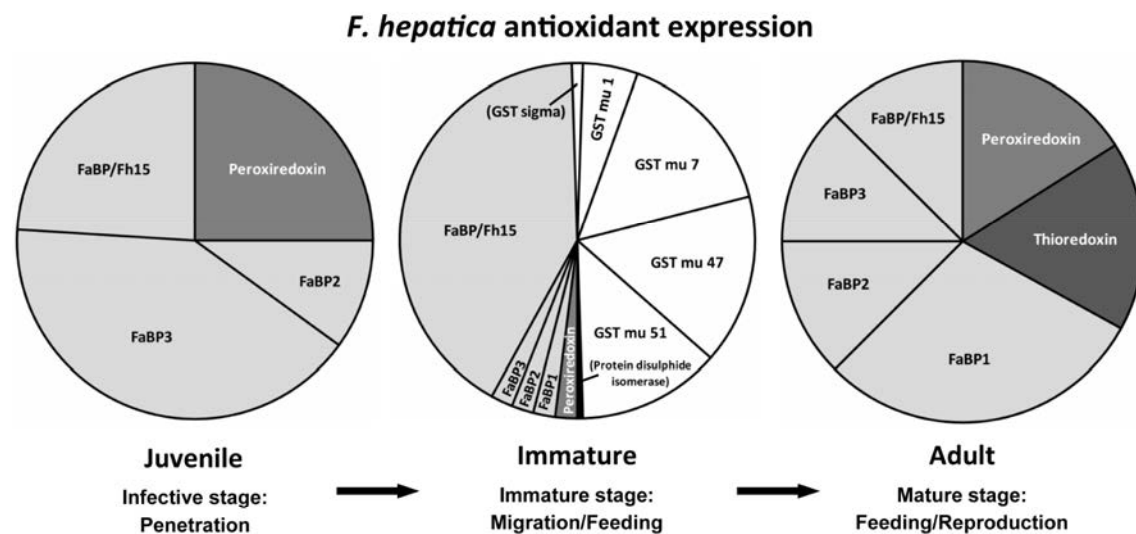 F. hepatica antioxidant expression
FaBP/Fh15
Peroxiredoxin
FaBP2
FaBP3
(GST sigma)
GST mu 1
GST mu 7
FaBP/Fh15
GST mu 47
GST mu 51
(Protein disulphide
isomerase)
Peroxiredoxin
FaBP1
FaBP2
FaBP3
FaBP/Fh15
Peroxiredoxin
FaBP3
Thioredoxin
FaBP2
FaBP1
Juvenile
Infective stage:
Penetration
Immature
Immature stage:
Migration/Feeding
Adult
Mature stage:
Feeding/Reproduction